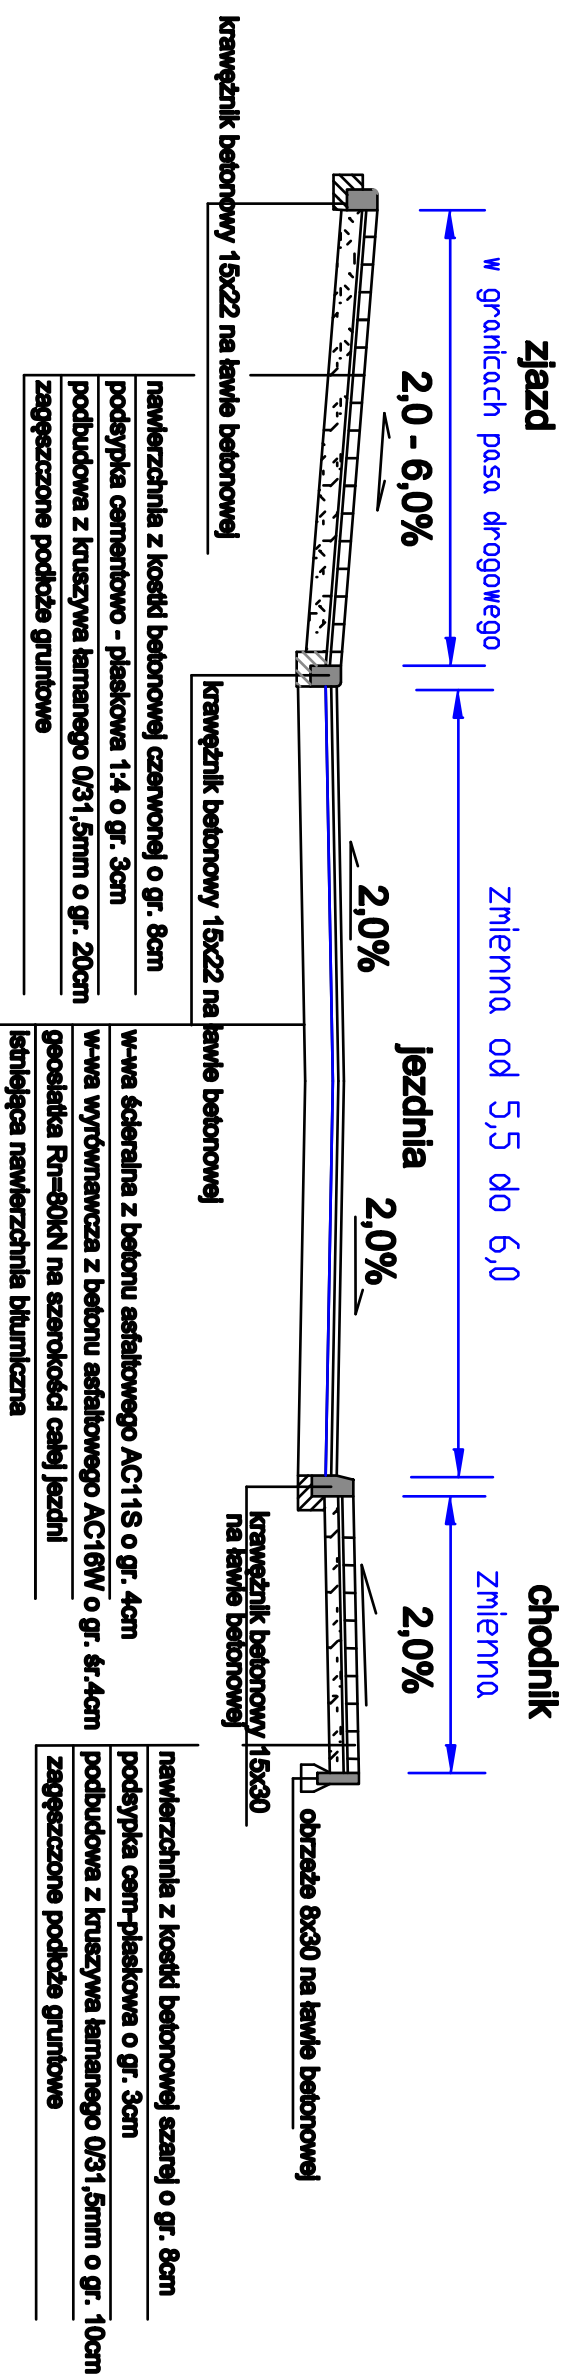 zjazd
w granicach pasa drogowego
2,0 - 6,0%
krawężnik betonowy 15x22 na ławie betonowej
nawierzchnia z kostki betonowej czerwonej o gr. 8cm
podsypka cementowo - piaskowa 1:4 o gr. 3cm
podbudowa z kruszywa łamanego 0/31,5mm o gr. 20cm
zagęszczone podłoże gruntowe
zmienna od 5,5 do 6,0
jezdnia
2,0%
2,0%
krawężnik betonowy 15x22 na ławie betonowej
w-wa ścieralna z betonu asfaltowego AC11S o gr. 4cm
w-wa wyrównawcza z betonu asfaltowego AC16W o gr. śr.4cm
geosiatka Rn=80kN na szerokości całej jezdni
istniejąca nawierzchnia bitumiczna
chodnik
zmienna
2,0%
krawężnik betonowy 15x30
na ławie betonowej
obrzeże 8x30 na ławie betonowej
nawierzchnia z kostki betonowej szarej o gr. 8cm
podsypka cem-piaskowa o gr. 3cm
podbudowa z kruszywa łamanego 0/31,5mm o gr. 10cm
zagęszczone podłoże gruntowe